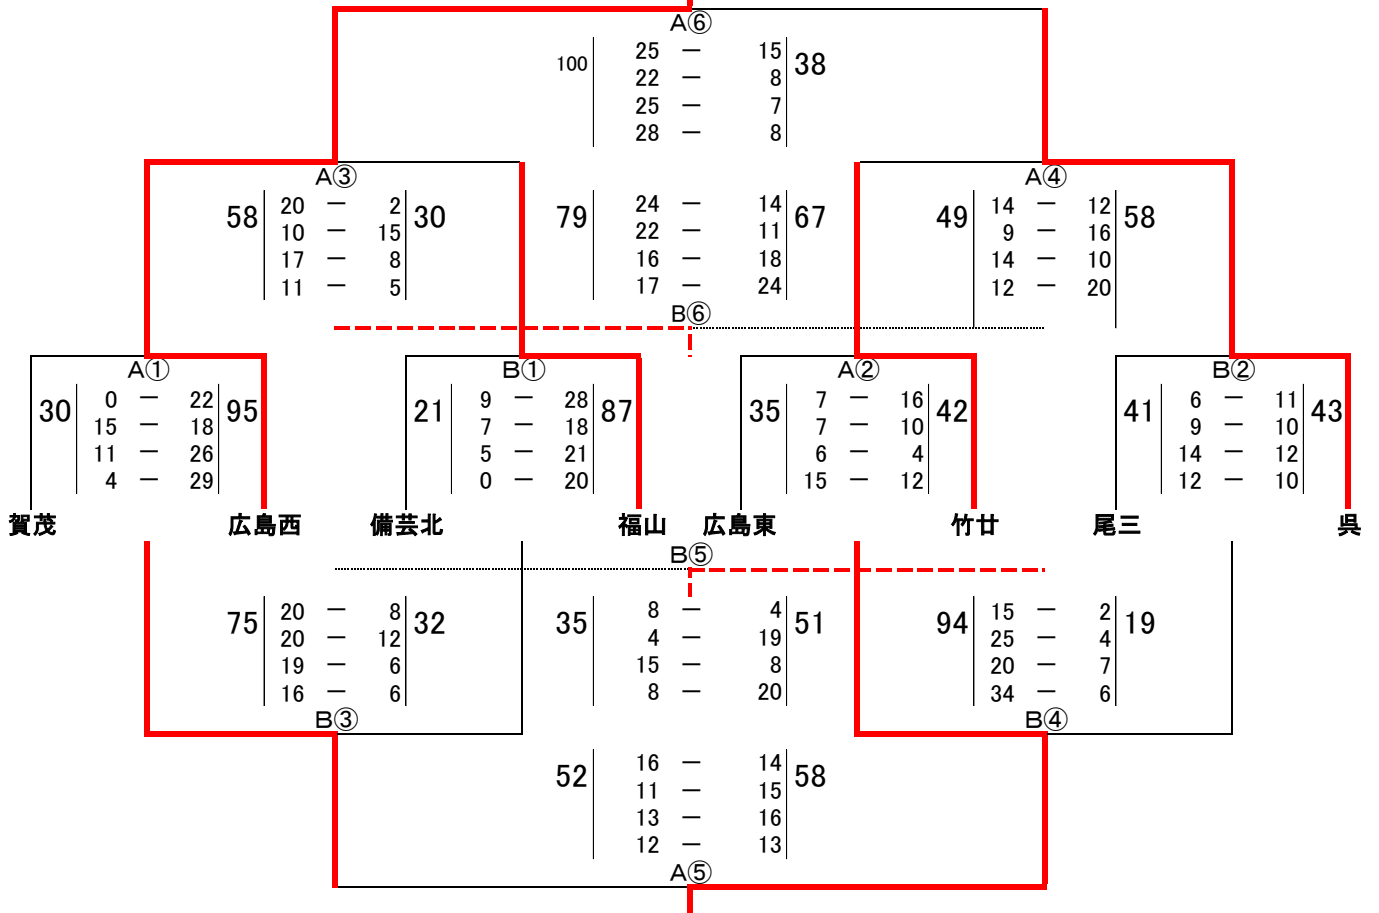 A⑥
100 25 － 15 38
22 － 8
25 － 7
28 － 8
A③ A④
58 20 － 2 30 79 24 － 14 67 49 14 － 12 58
10 － 15 22 － 11 9 － 16
17 － 8 16 － 18 14 － 10
11 － 5 17 － 24 12 － 20
B⑥
A① B① A② B②
30 0 － 22 95 21 9 － 28 87 35 7 － 16 42 41 6 － 11 43
15 － 18 7 － 18 7 － 10 9 － 10
11 － 26 5 － 21 6 － 4 14 － 12
4 － 29 0 － 20 15 － 12 12 － 10
賀茂 広島西 備芸北 福山 広島東 竹廿 尾三 呉
B⑤
75 20 － 8 32 35 8 － 4 51 94 15 － 2 19
20 － 12 4 － 19 25 － 4
19 － 6 15 － 8 20 － 7
16 － 6 8 － 20 34 － 6
B③ B④
52 16 － 14 58
11 － 15
13 － 16
12 － 13
A⑤